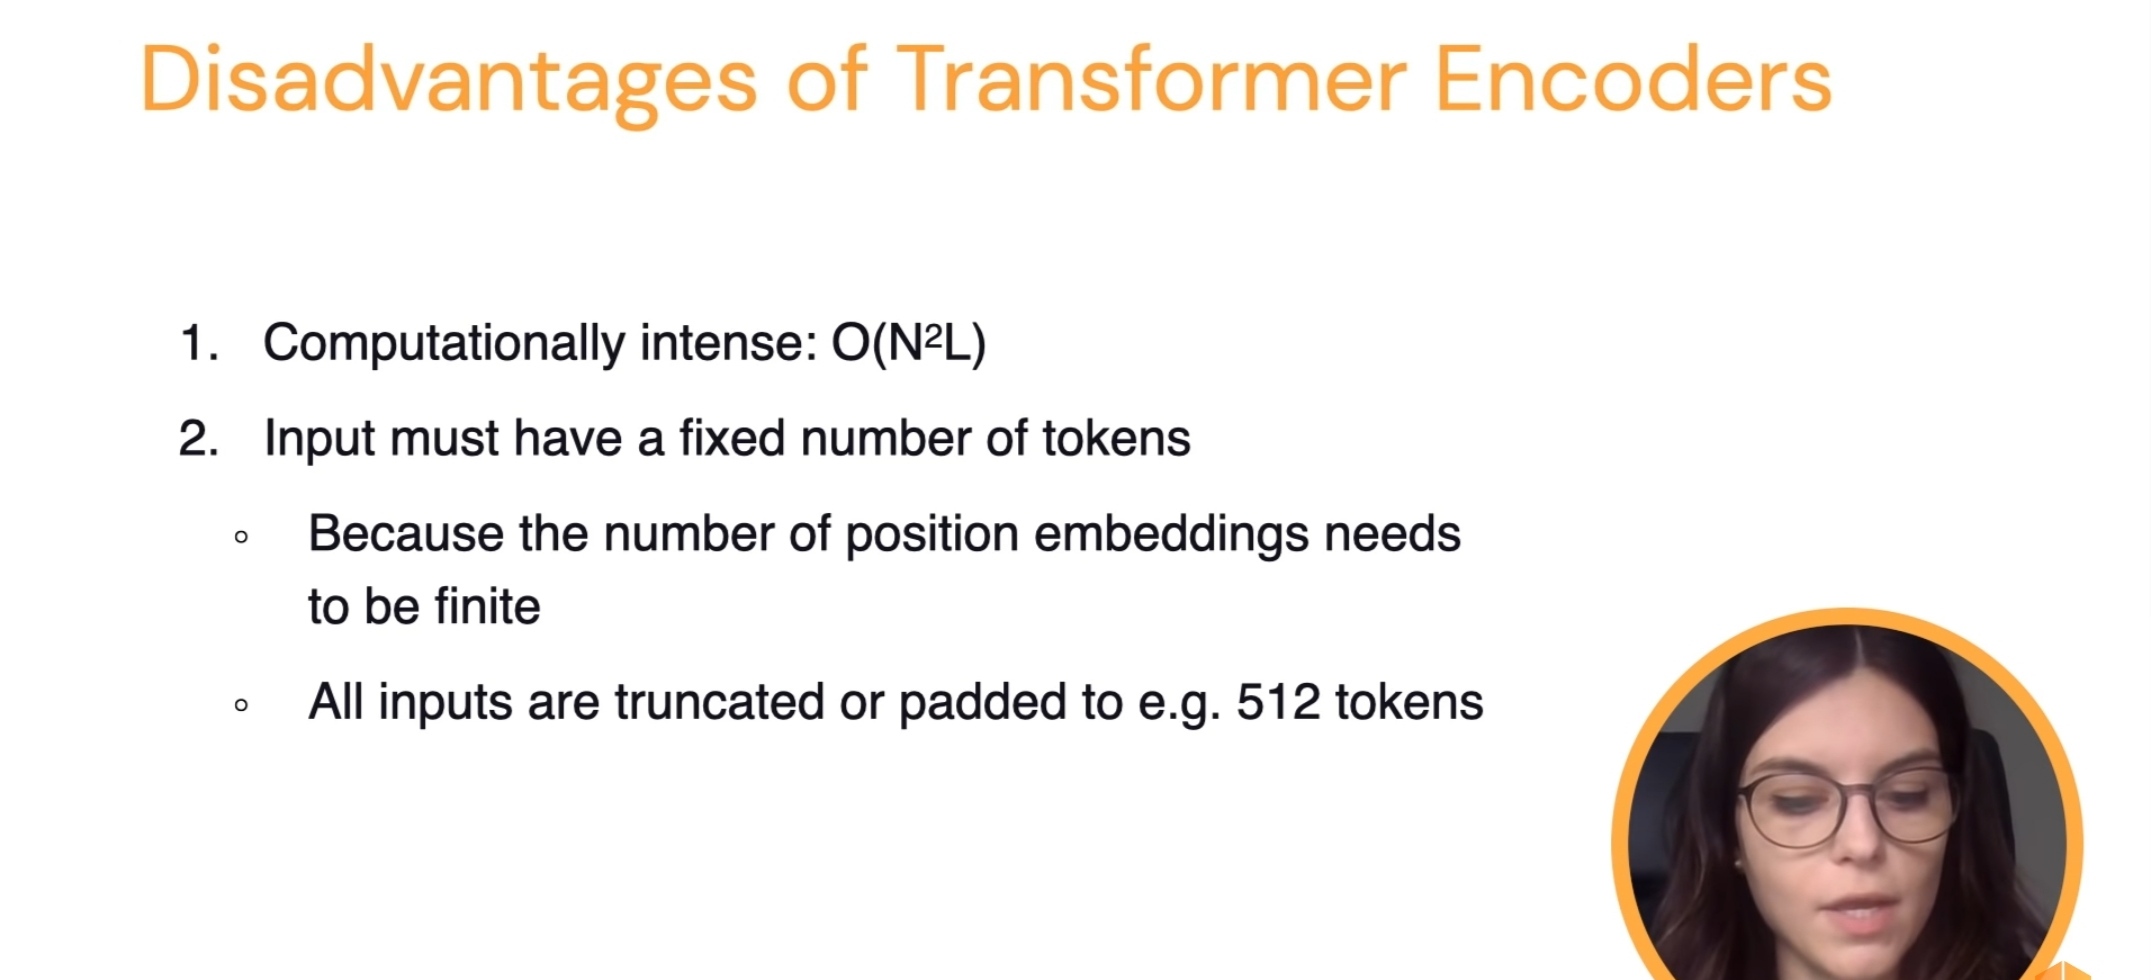 Disadvantages of Transformer Encoders
1. Computationally intense: O(N²L)
2. Input must have a fixed number of tokens
◦ Because the number of position embeddings needs
to be finite
◦ All inputs are truncated or padded to e.g. 512 tokens